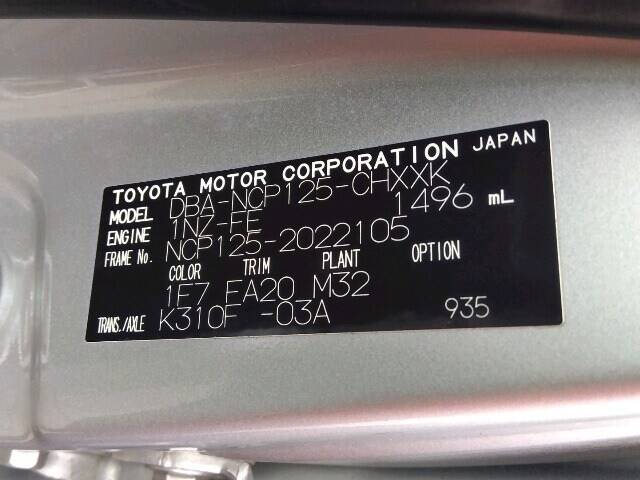 TOYOTA MOTOR CORPORATION JAPAN
MODEL DBA-NCP125-CHXXK
ENGINE 1NZ-FE 1496 mL
FRAME No. NCP125-2022105
COLOR TRIM PLANT OPTION
1F7 FA20 M32
TRANS./AXLE K310F -03A 935